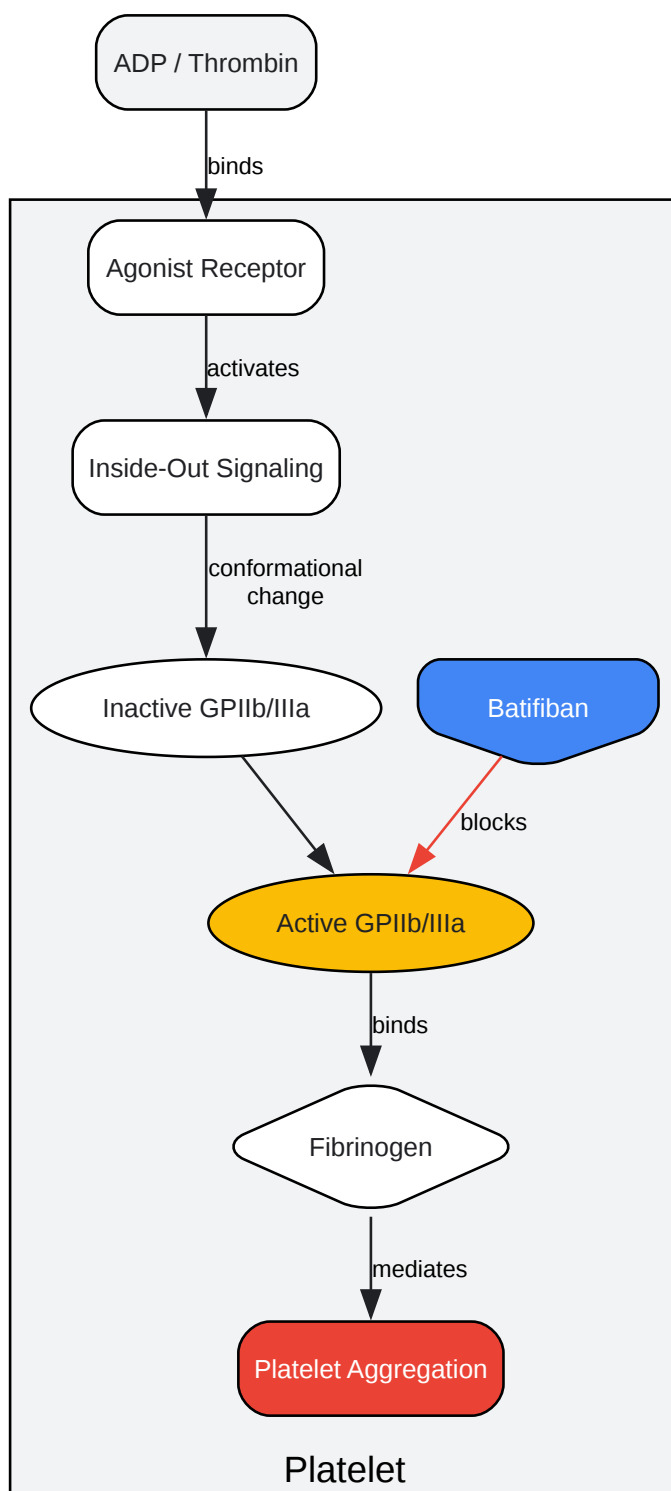 ADP / Thrombin
binds
Agonist Receptor
activates
Inside-Out Signaling
conformational
change
Inactive GPIIb/IIIa
Batifiban
blocks
Active GPIIb/IIIa
binds
Fibrinogen
mediates
Platelet Aggregation
Platelet